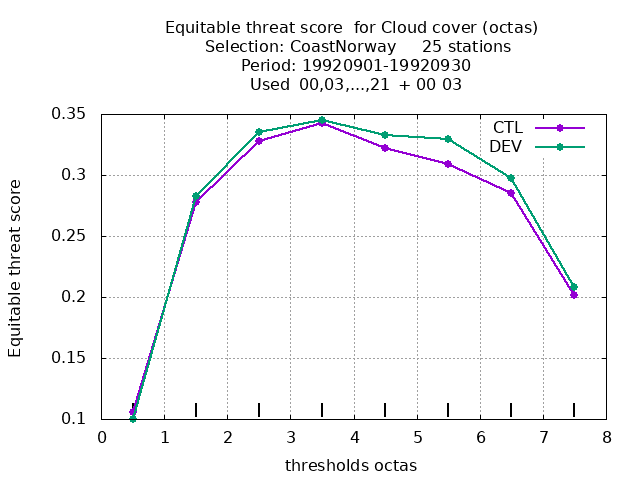 Equitable threat score  for Cloud cover (octas)
Selection: CoastNorway     25 stations
Period: 19920901-19920930
Used  00,03,...,21  + 00 03
0.35
0.3
0.25
0.2
0.15
0.1
Equitable threat score
CTL
DEV
0 1 2 3 4 5 6 7 8
thresholds octas